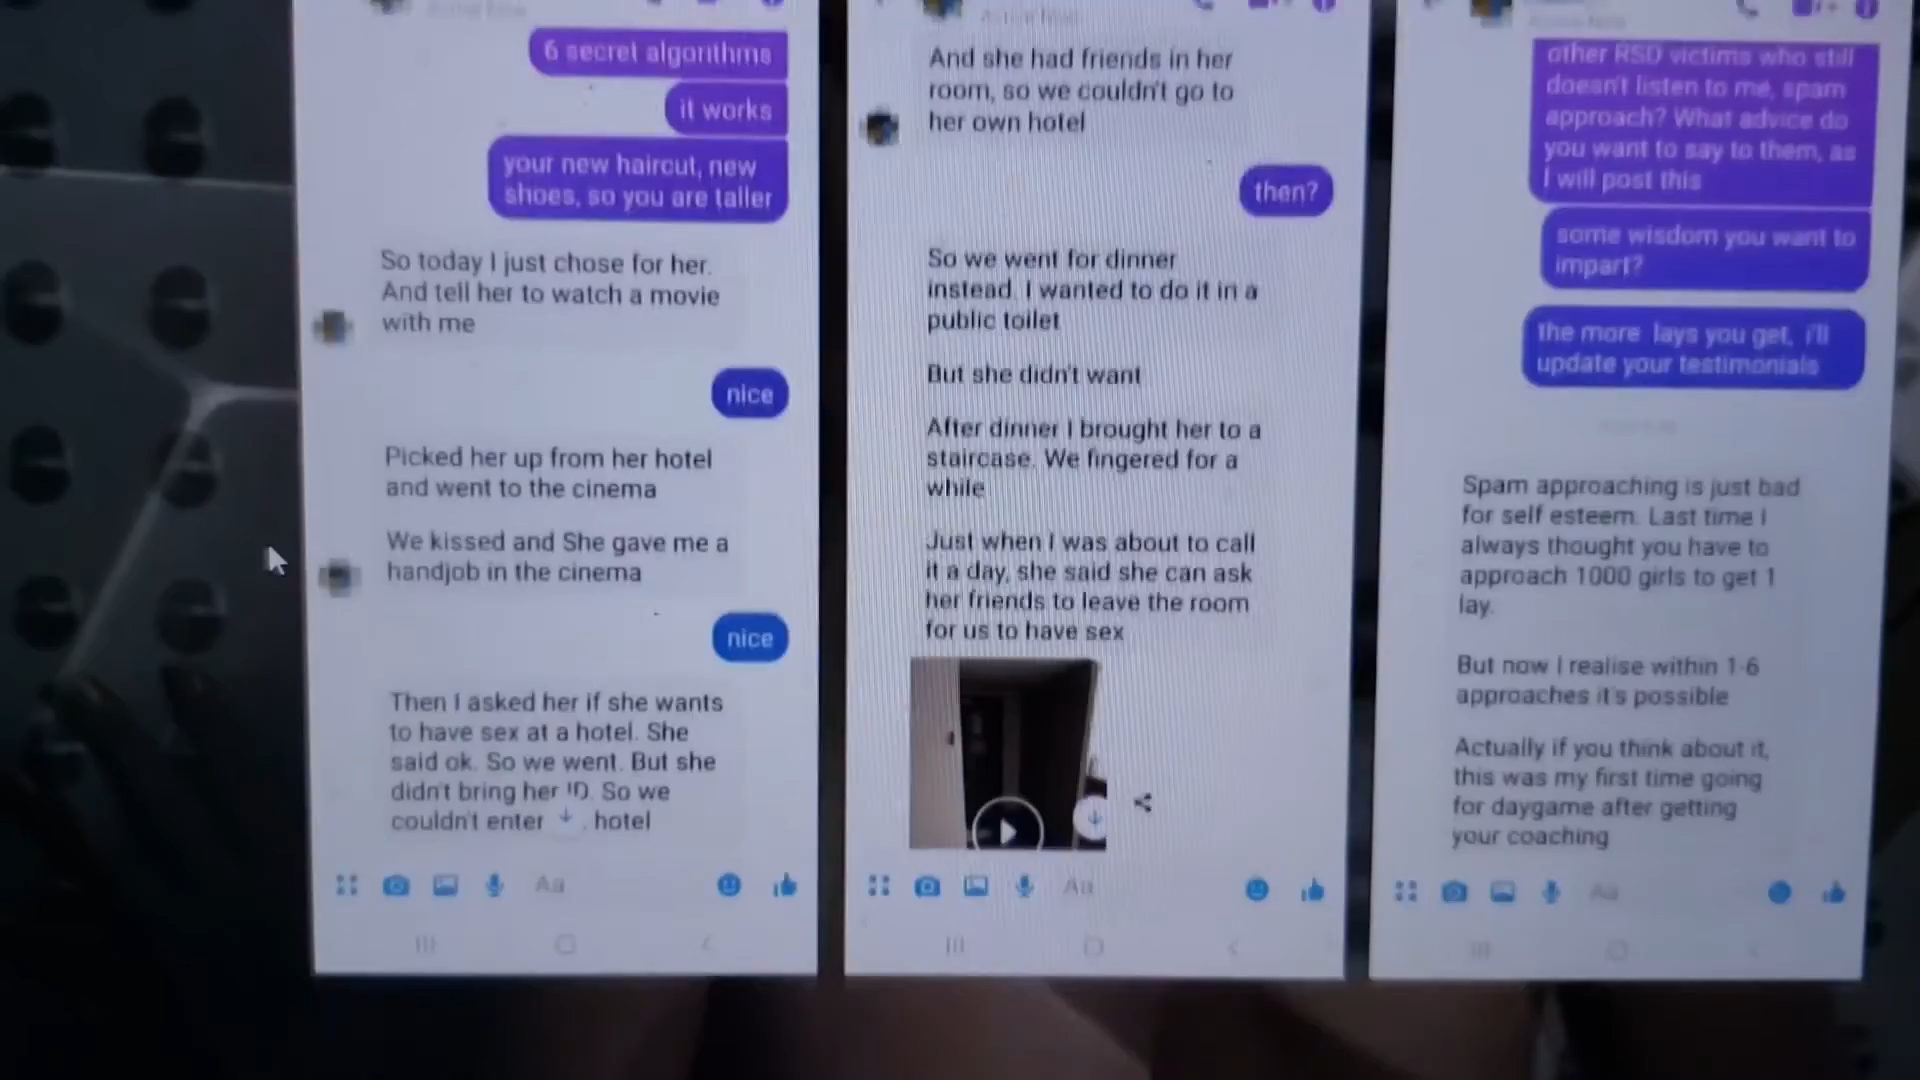 6 secret algorithms
it works
your new haircut, new
shoes, so you are taller
So today I just chose for her.
And tell her to watch a movie
with me
nice
Picked her up from her hotel
and went to the cinema
We kissed and She gave me a
handjob in the cinema
nice
Then I asked her if she wants
to have sex at a hotel. She
said ok. So we went. But she
didn't bring her ID. So we
couldn't enter hotel
Aa
And she had friends in her
room, so we couldn't go to
her own hotel
then?
So we went for dinner
instead. I wanted to do it in a
public toilet
But she didn't want
After dinner I brought her to a
staircase. We fingered for a
while
Just when I was about to call
it a day, she said she can ask
her friends to leave the room
for us to have sex
Aa
other RSD victims who still
doesn't listen to me, spam
approach? What advice do
you want to say to them, as
I will post this
some wisdom you want to
impart?
the more lays you get, i'll
update your testimonials
Spam approaching is just bad
for self esteem. Last time I
always thought you have to
approach 1000 girls to get 1
lay.
But now I realise within 1-6
approaches it's possible
Actually if you think about it,
this was my first time going
for daygame after getting
your coaching
Aa